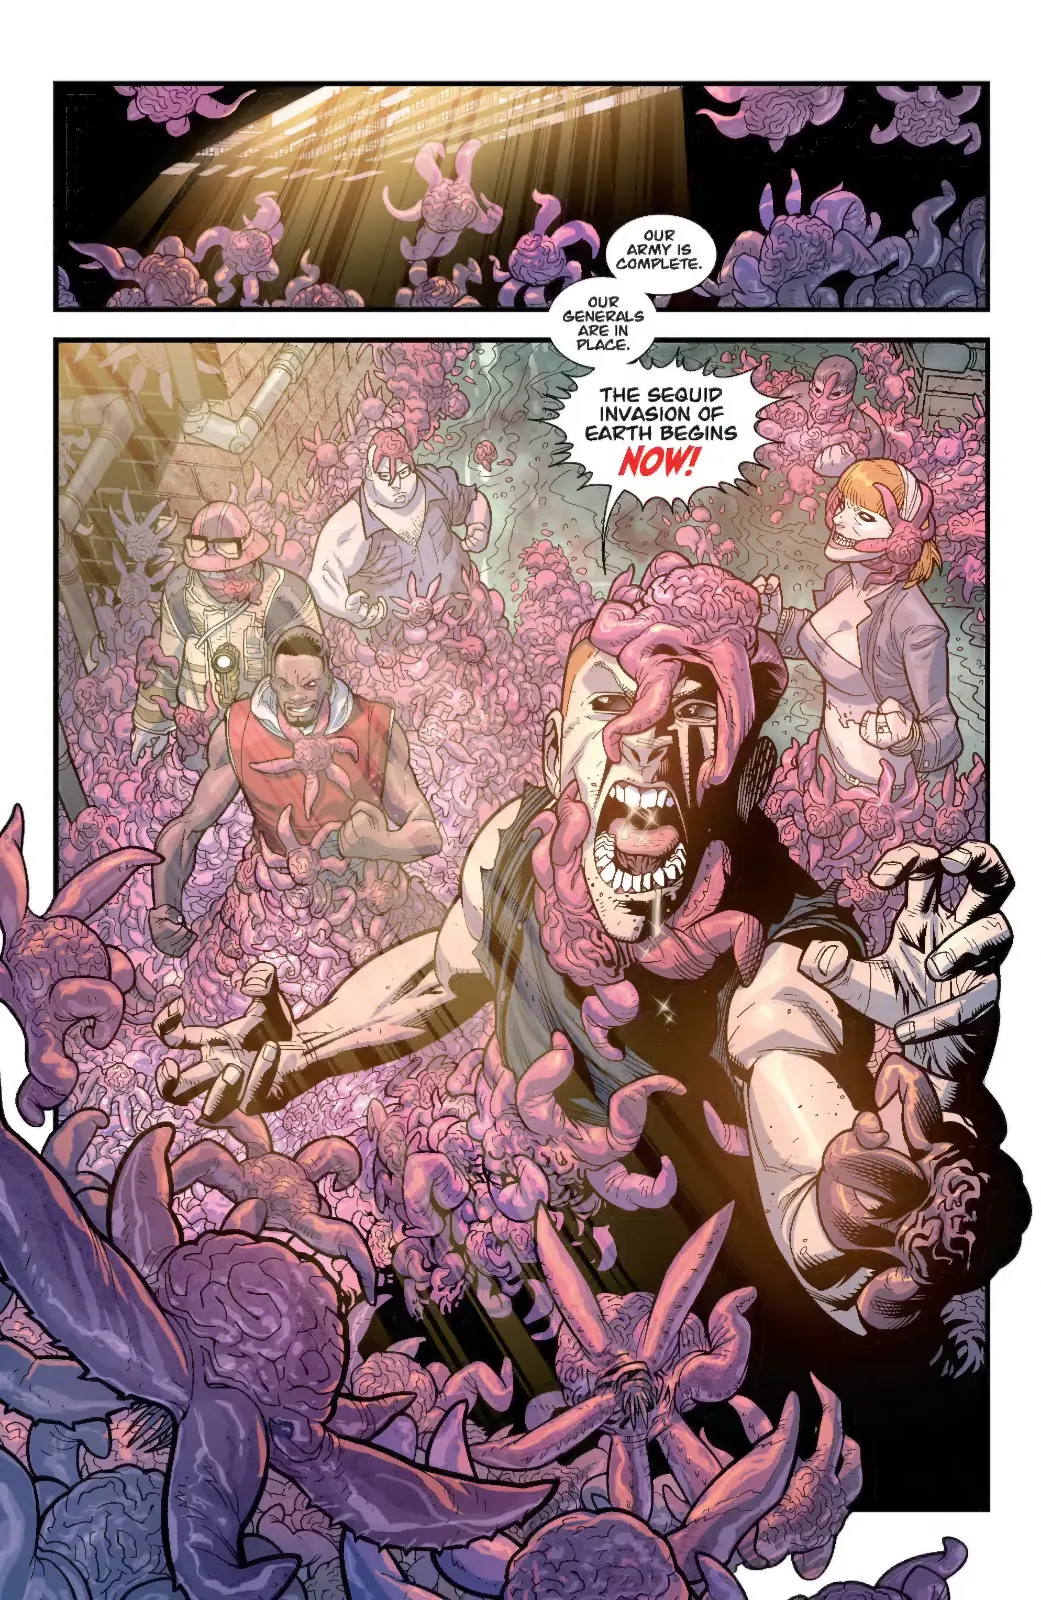 OUR
ARMY IS
COMPLETE.
OUR
GENERALS
ARE IN
PLACE.
THE SEQUID
INVASION OF
EARTH BEGINS
NOW!